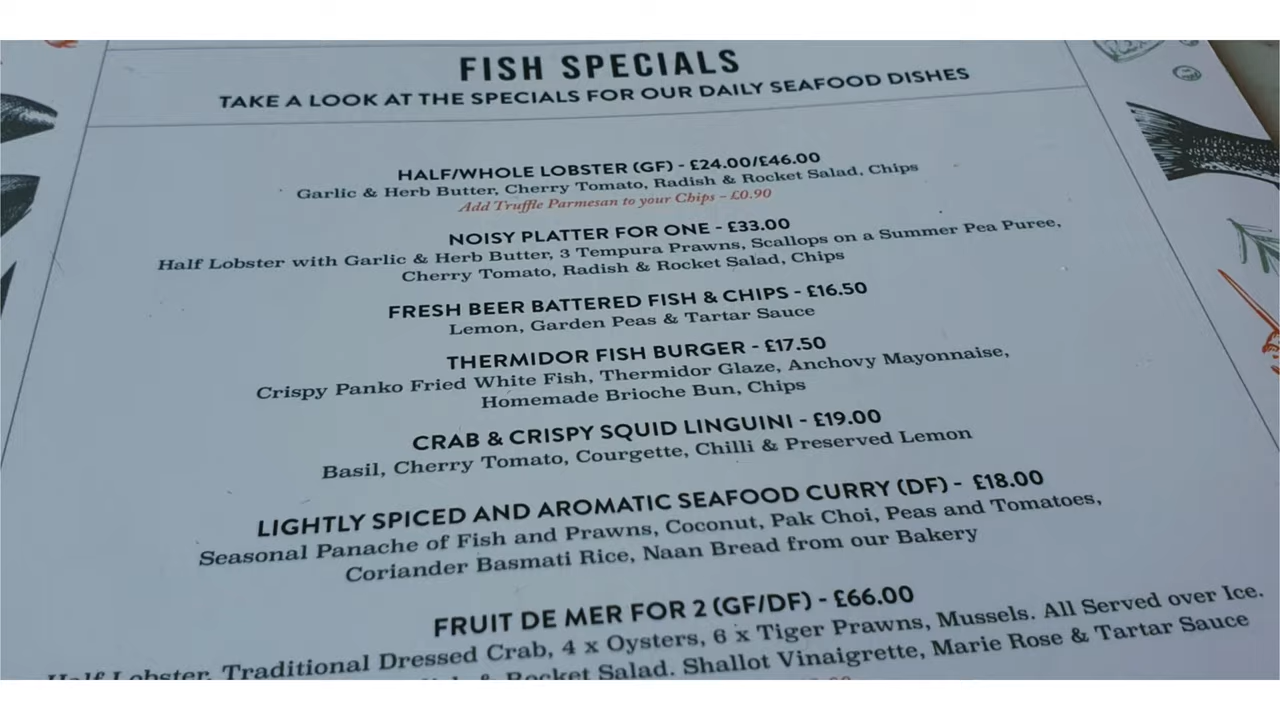 FISH SPECIALS
TAKE A LOOK AT THE SPECIALS FOR OUR DAILY SEAFOOD DISHES
HALF/WHOLE LOBSTER (GF) - £24.00/£46.00
Garlic & Herb Butter, Cherry Tomato, Radish & Rocket Salad, Chips
Add Truffle Parmesan to your Chips - £0.90
NOISY PLATTER FOR ONE - £33.00
Half Lobster with Garlic & Herb Butter, 3 Tempura Prawns, Scallops on a Summer Pea Puree,
Cherry Tomato, Radish & Rocket Salad, Chips
FRESH BEER BATTERED FISH & CHIPS - £16.50
Lemon, Garden Peas & Tartar Sauce
THERMIDOR FISH BURGER - £17.50
Crispy Panko Fried White Fish, Thermidor Glaze, Anchovy Mayonnaise,
Homemade Brioche Bun, Chips
CRAB & CRISPY SQUID LINGUINI - £19.00
Basil, Cherry Tomato, Courgette, Chilli & Preserved Lemon
LIGHTLY SPICED AND AROMATIC SEAFOOD CURRY (DF) - £18.00
Seasonal Panache of Fish and Prawns, Coconut, Pak Choi, Peas and Tomatoes,
Coriander Basmati Rice, Naan Bread from our Bakery
FRUIT DE MER FOR 2 (GF/DF) - £66.00
Half Lobster, Traditional Dressed Crab, 4 x Oysters, 6 x Tiger Prawns, Mussels. All Served over Ice.
& Rocket Salad. Shallot Vinaigrette, Marie Rose & Tartar Sauce